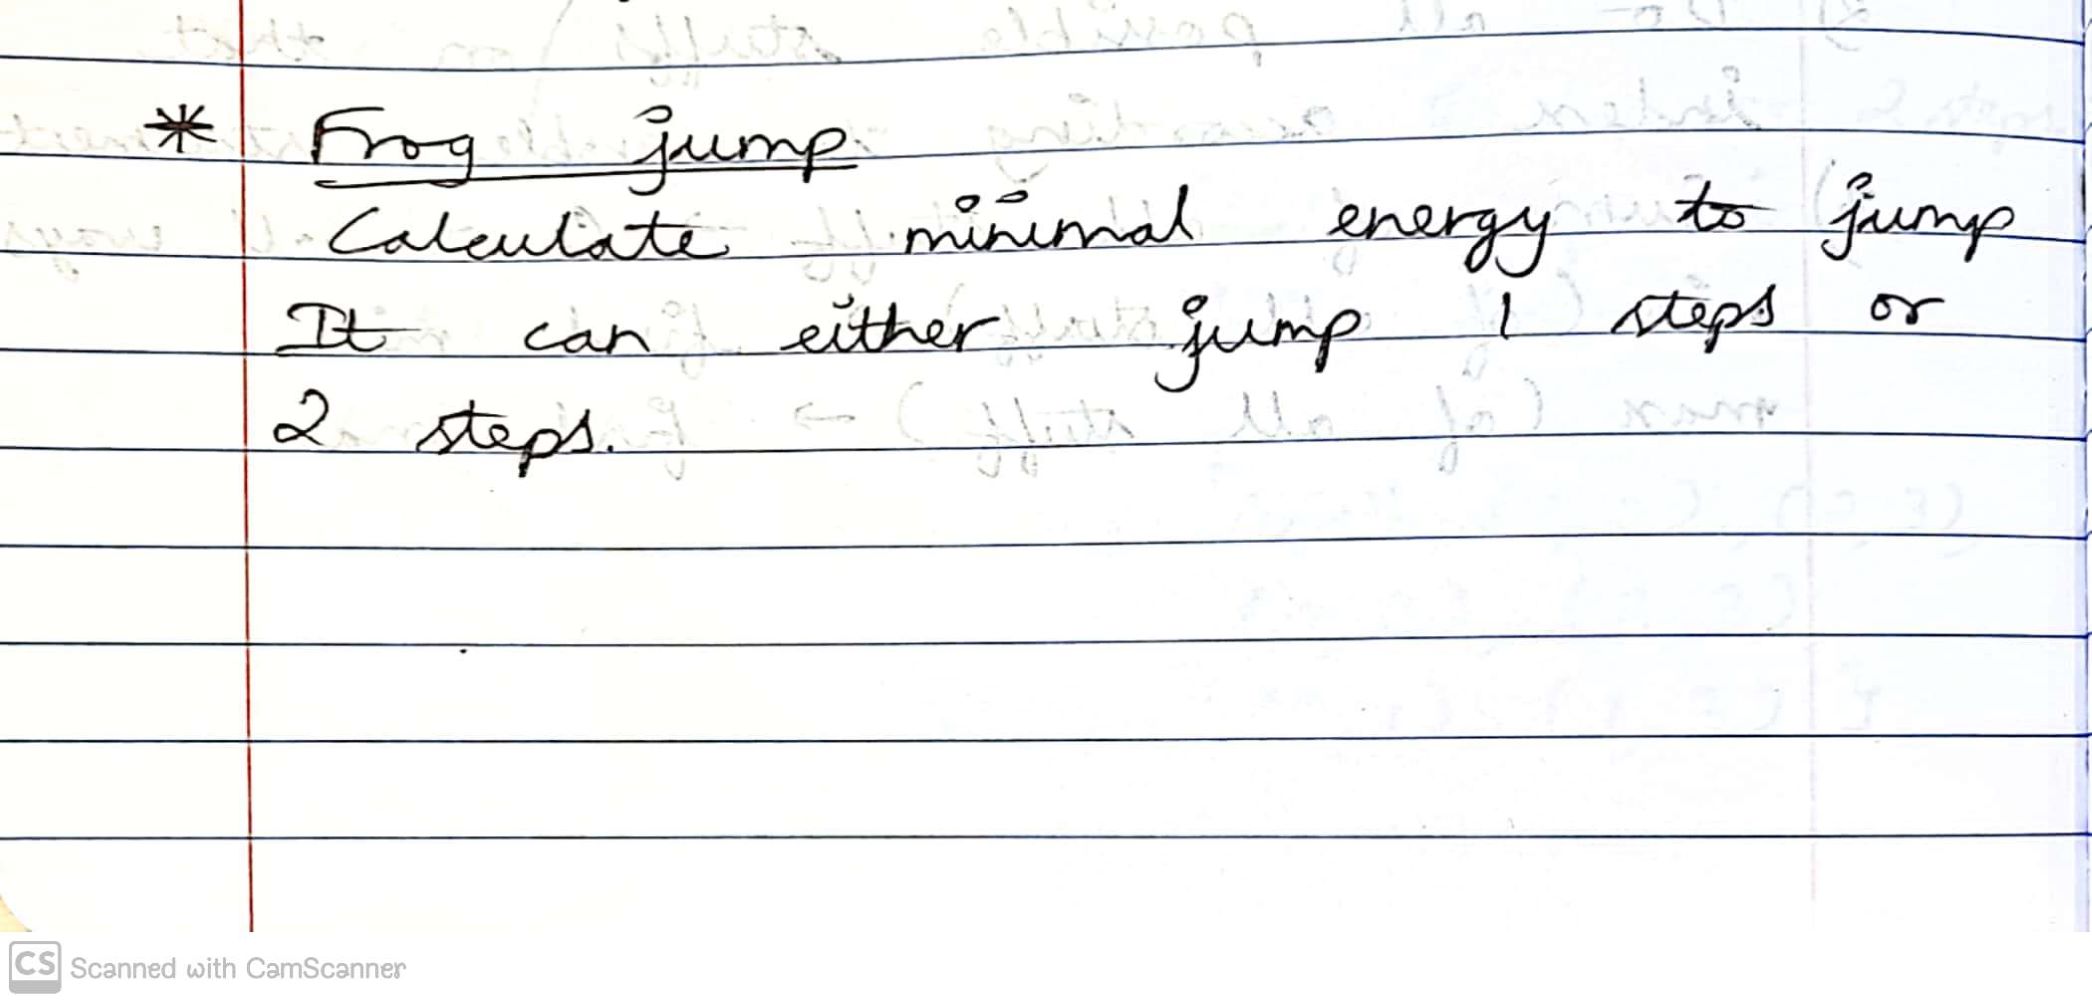 * Frog jump.
Calculate minimal energy to jump
It can either jump 1 steps or
2 steps.
CS Scanned with CamScanner